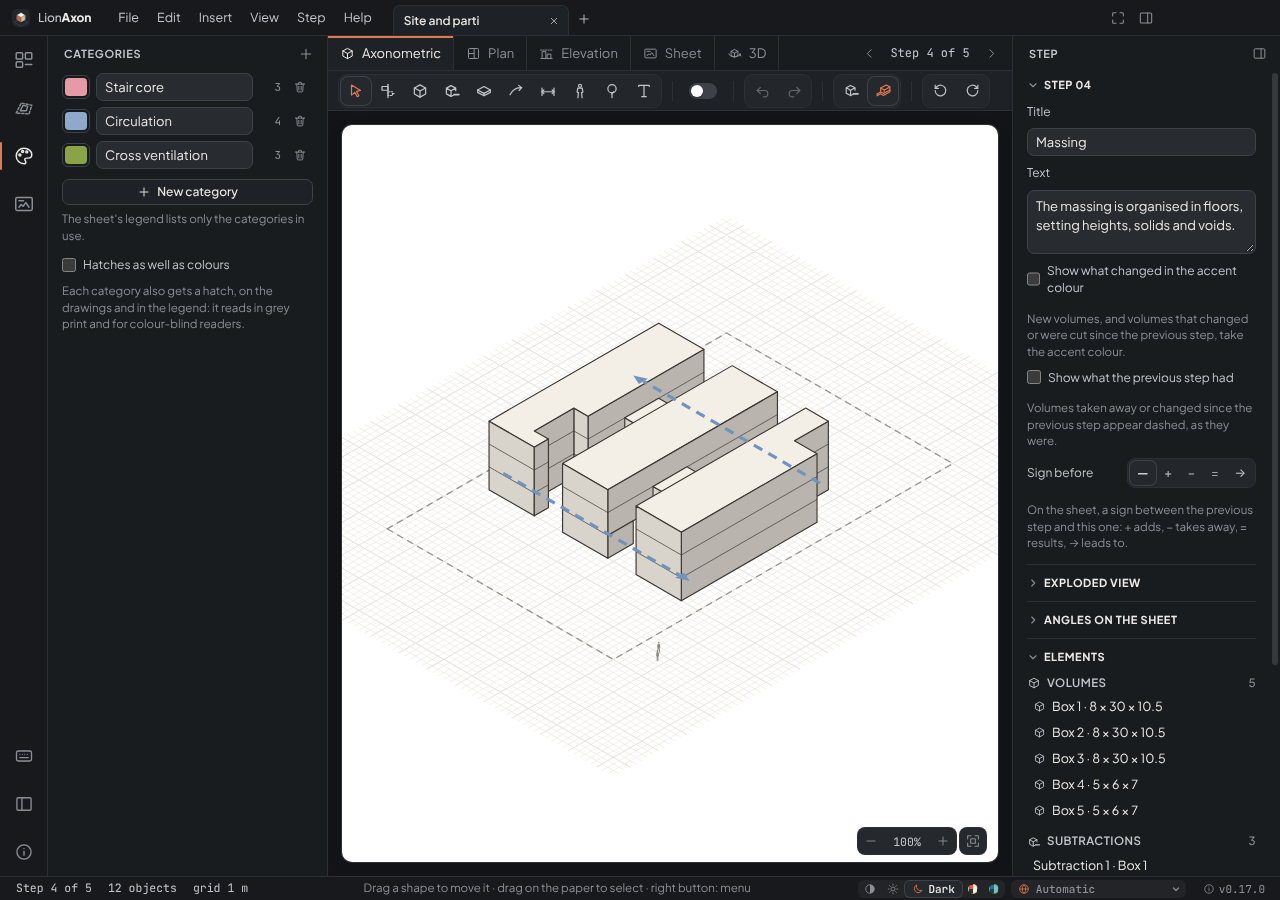 LionAxon File Edit Insert View Step Help Site and parti
CATEGORIES
Stair core 3
Circulation 4
Cross ventilation 3
New category
The sheet's legend lists only the categories in
use.
Hatches as well as colours
Each category also gets a hatch, on the
drawings and in the legend: it reads in grey
print and for colour-blind readers.
Axonometric Plan Elevation Sheet 3D Step 4 of 5
100%
STEP
STEP 04
Title
Massing
Text
The massing is organised in floors,
setting heights, solids and voids.
Show what changed in the accent
colour
New volumes, and volumes that changed
or were cut since the previous step, take
the accent colour.
Show what the previous step had
Volumes taken away or changed since the
previous step appear dashed, as they
were.
Sign before — + − = →
On the sheet, a sign between the previous
step and this one: + adds, − takes away, =
results, → leads to.
EXPLODED VIEW
ANGLES ON THE SHEET
ELEMENTS
VOLUMES 5
Box 1 · 8 × 30 × 10.5
Box 2 · 8 × 30 × 10.5
Box 3 · 8 × 30 × 10.5
Box 4 · 5 × 6 × 7
Box 5 · 5 × 6 × 7
SUBTRACTIONS 3
Subtraction 1 · Box 1
Step 4 of 5 12 objects grid 1 m Drag a shape to move it · drag on the paper to select · right button: menu Dark Automatic v0.17.0